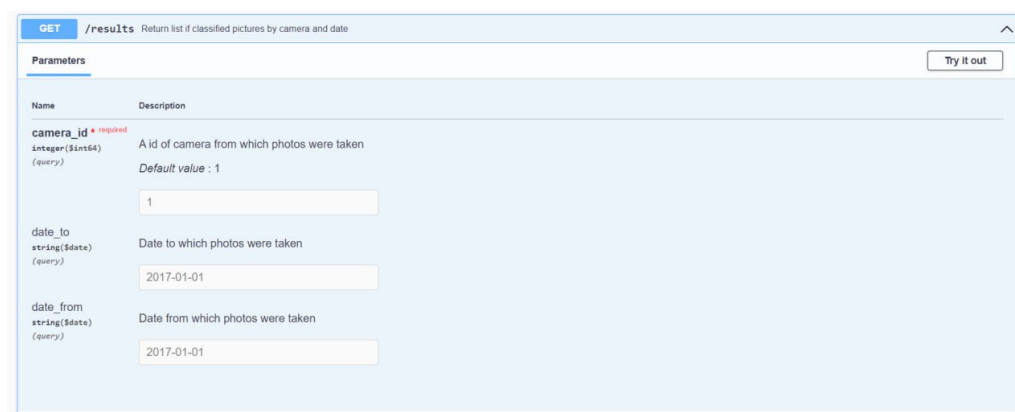 GET /results Return list if classified pictures by camera and date
Parameters Try it out
Name Description
camera_id * required
integer($int64)
(query)
A id of camera from which photos were taken
Default value : 1
1
date_to
string($date)
(query)
Date to which photos were taken
2017-01-01
date_from
string($date)
(query)
Date from which photos were taken
2017-01-01